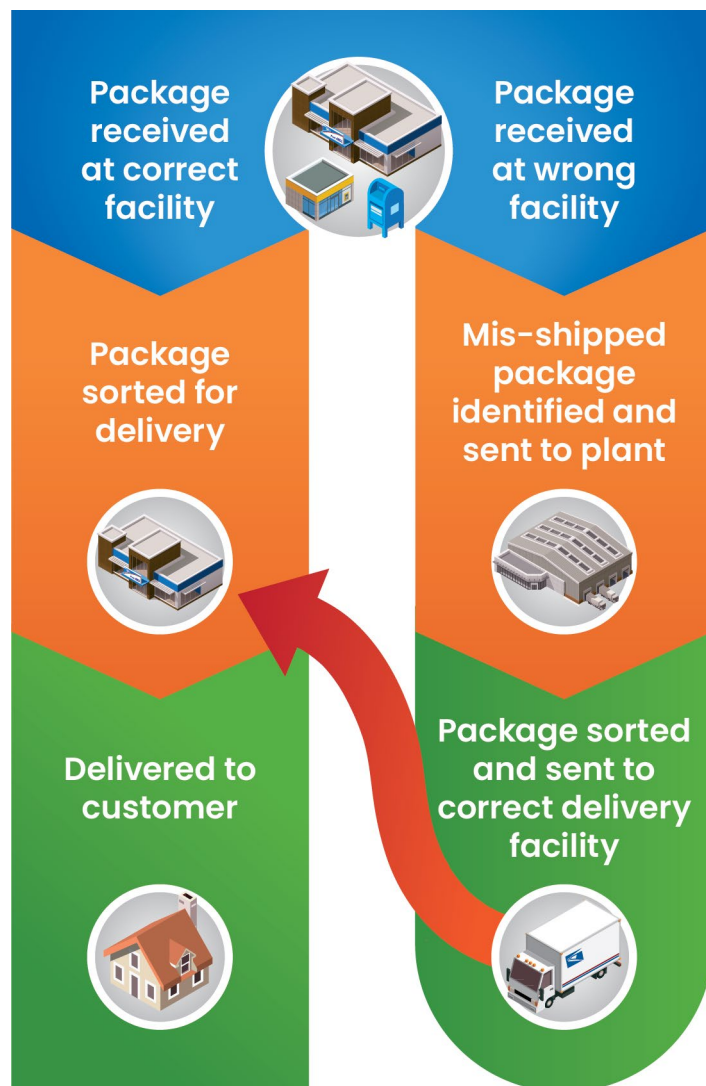 Package
received
at correct
facility
Package
received
at wrong
facility
Package
sorted for
delivery
Mis-shipped
package
identified and
sent to plant
Delivered to
customer
Package sorted
and sent to
correct delivery
facility